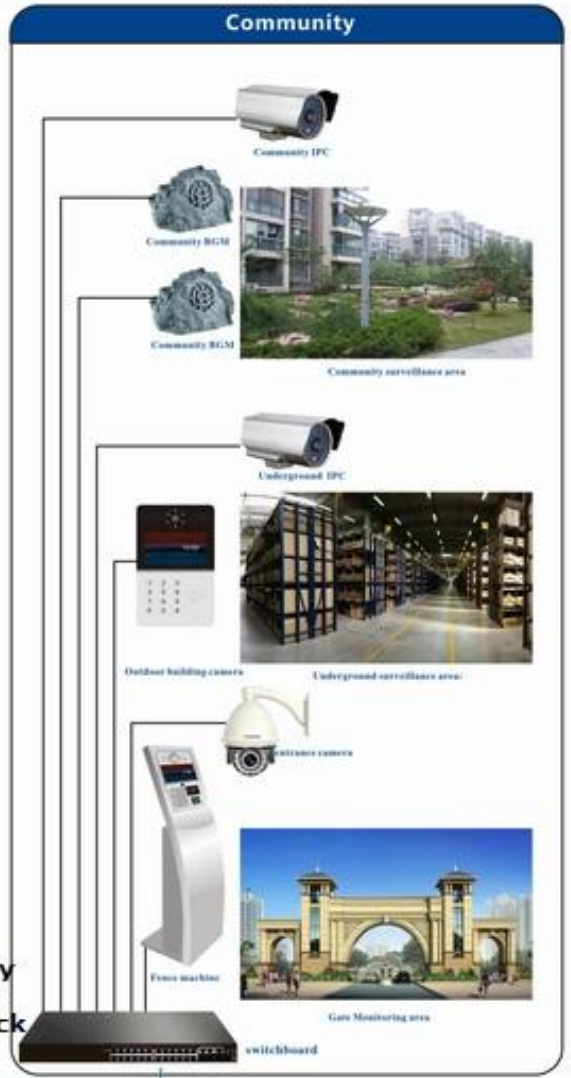 Community
Community IPC
Community BGM
Community BGM
Community surveillance area
Underground IPC
Outdoor building camera
Underground surveillance area:
entrance camera
Fence machine
Gate Monitoring area
switchboard